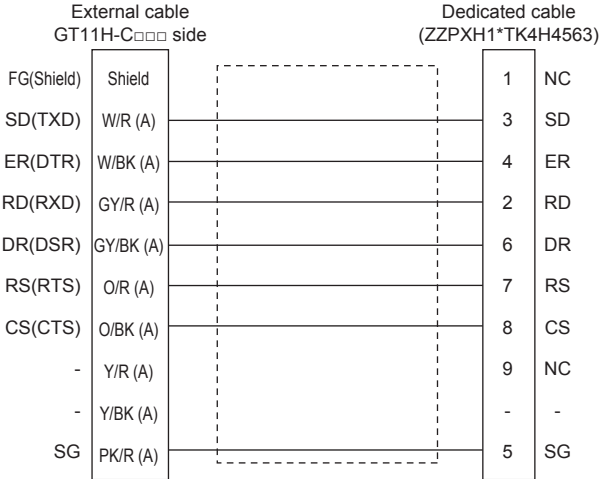 External cable
GT11H-C□□□ side
Dedicated cable
(ZZPXH1*TK4H4563)
FG(Shield) Shield 1 NC
SD(TXD) W/R (A) 3 SD
ER(DTR) W/BK (A) 4 ER
RD(RXD) GY/R (A) 2 RD
DR(DSR) GY/BK (A) 6 DR
RS(RTS) O/R (A) 7 RS
CS(CTS) O/BK (A) 8 CS
- Y/R (A) 9 NC
- Y/BK (A) - -
SG PK/R (A) 5 SG